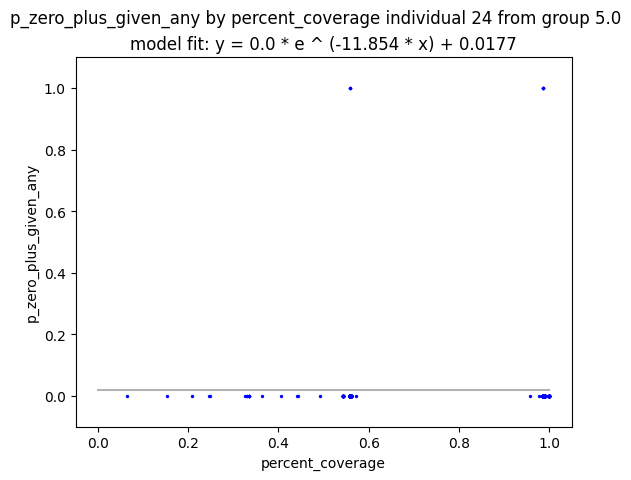 p_zero_plus_given_any by percent_coverage individual 24 from group 5.0
model fit: y = 0.0 * e ^ (-11.854 * x) + 0.0177
1.0
0.8
0.6
0.4
0.2
0.0
p_zero_plus_given_any
0.0 0.2 0.4 0.6 0.8 1.0
percent_coverage